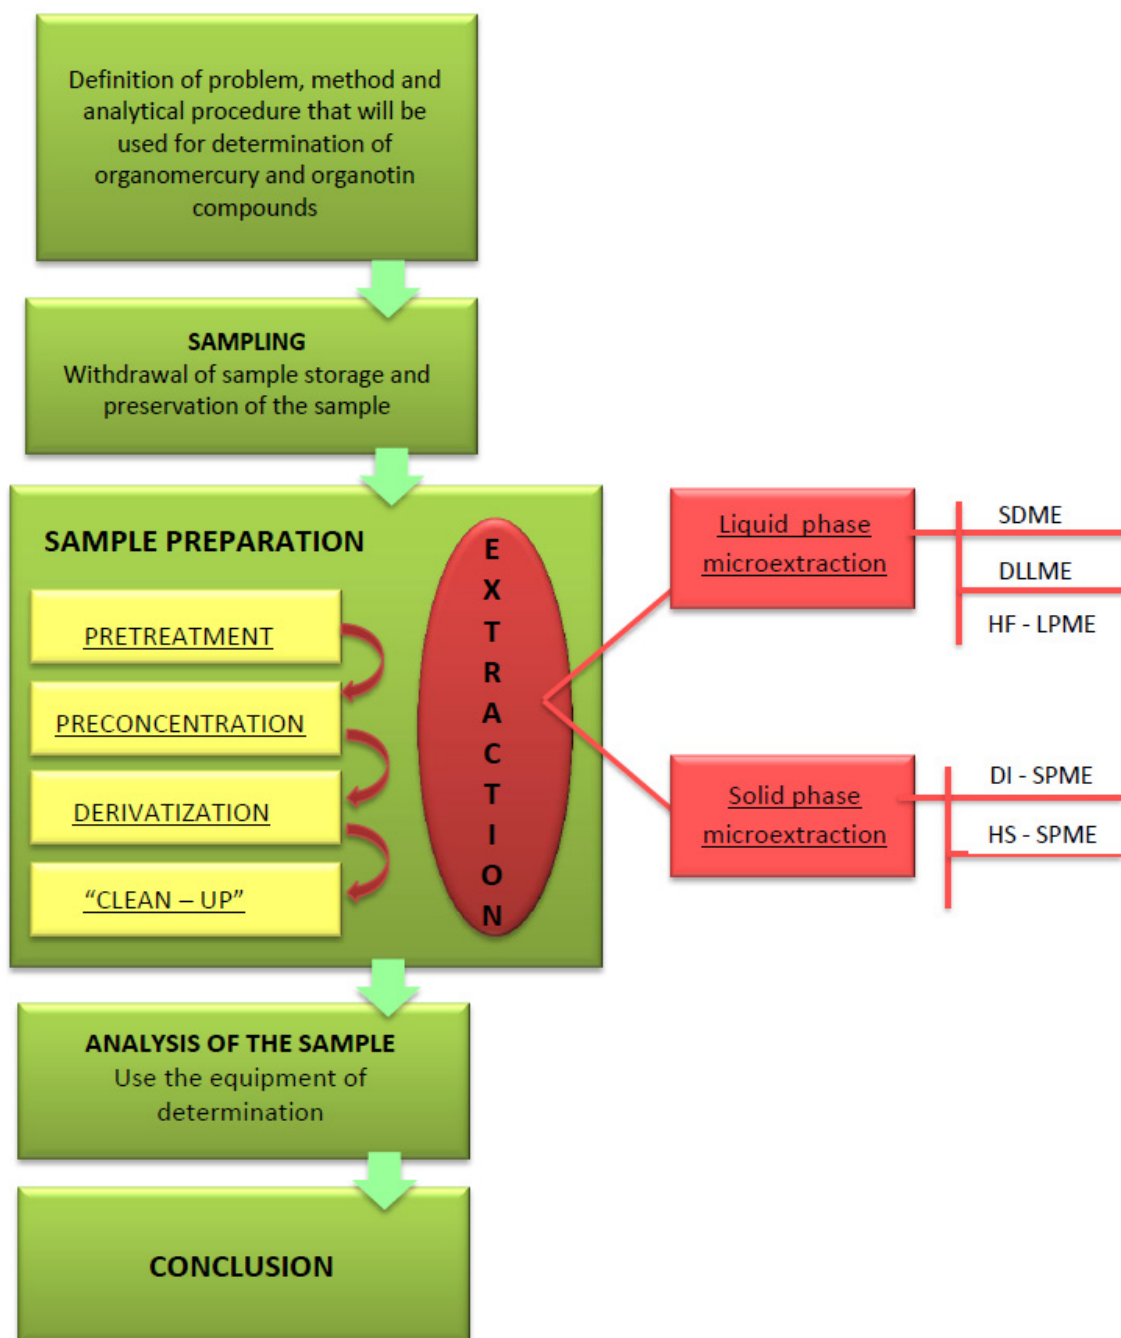 Definition of problem, method and
analytical procedure that will be
used for determination of
organomercury and organotin
compounds
SAMPLING
Withdrawal of sample storage and
preservation of the sample
SAMPLE PREPARATION
PRETREATMENT
PRECONCENTRATION
DERIVATIZATION
“CLEAN – UP”
EXTRACTION
Liquid phase
microextraction
SDME
DLLME
HF - LPME
Solid phase
microextraction
DI - SPME
HS - SPME
ANALYSIS OF THE SAMPLE
Use the equipment of
determination
CONCLUSION